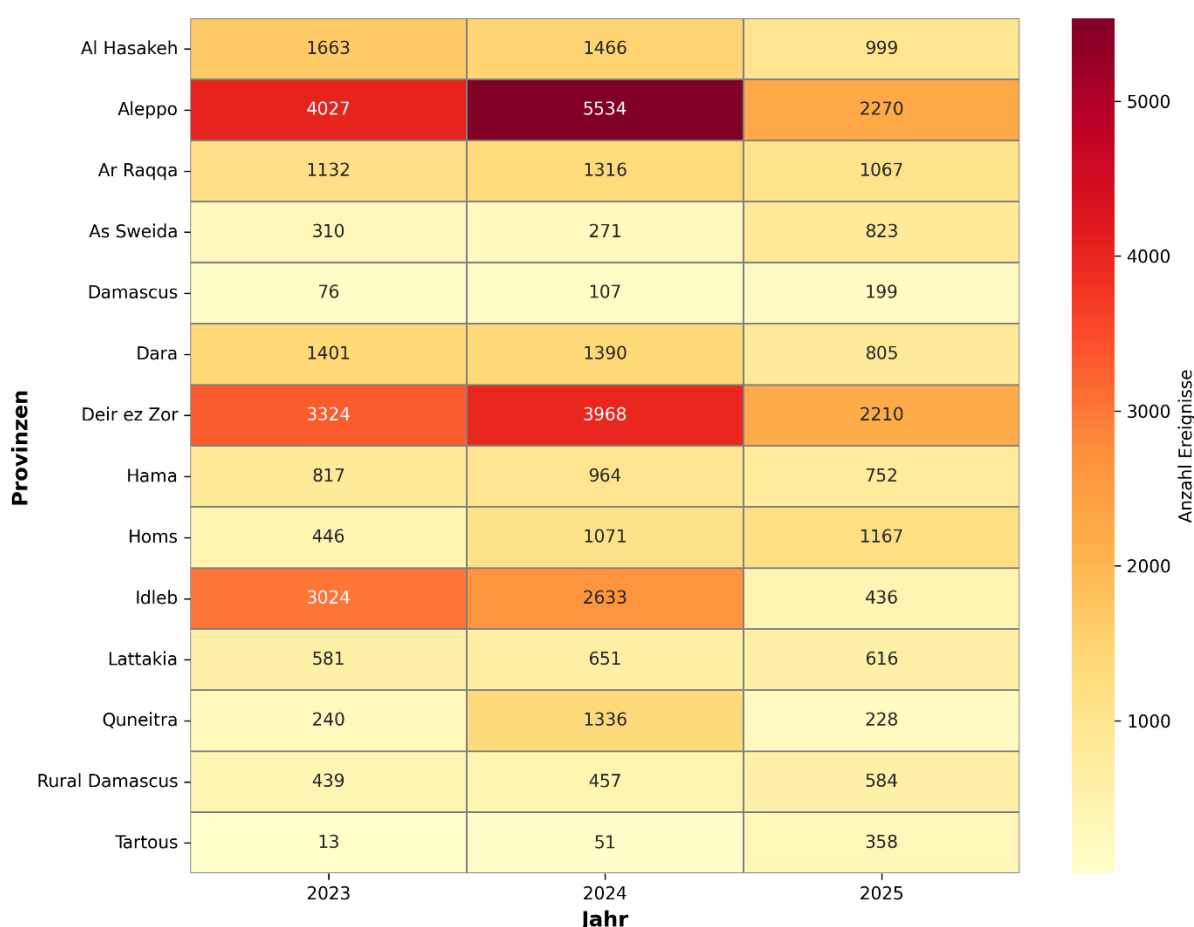 Al Hasakeh 1663 1466 999
Aleppo 4027 5534 2270
Ar Raqqa 1132 1316 1067
As Sweida 310 271 823
Damascus 76 107 199
Dara 1401 1390 805
Deir ez Zor 3324 3968 2210
Hama 817 964 752
Homs 446 1071 1167
Idleb 3024 2633 436
Lattakia 581 651 616
Quneitra 240 1336 228
Rural Damascus 439 457 584
Tartous 13 51 358
2023 2024 2025
Jahr
Provinzen
5000
4000
3000
2000
1000
Anzahl Ereignisse